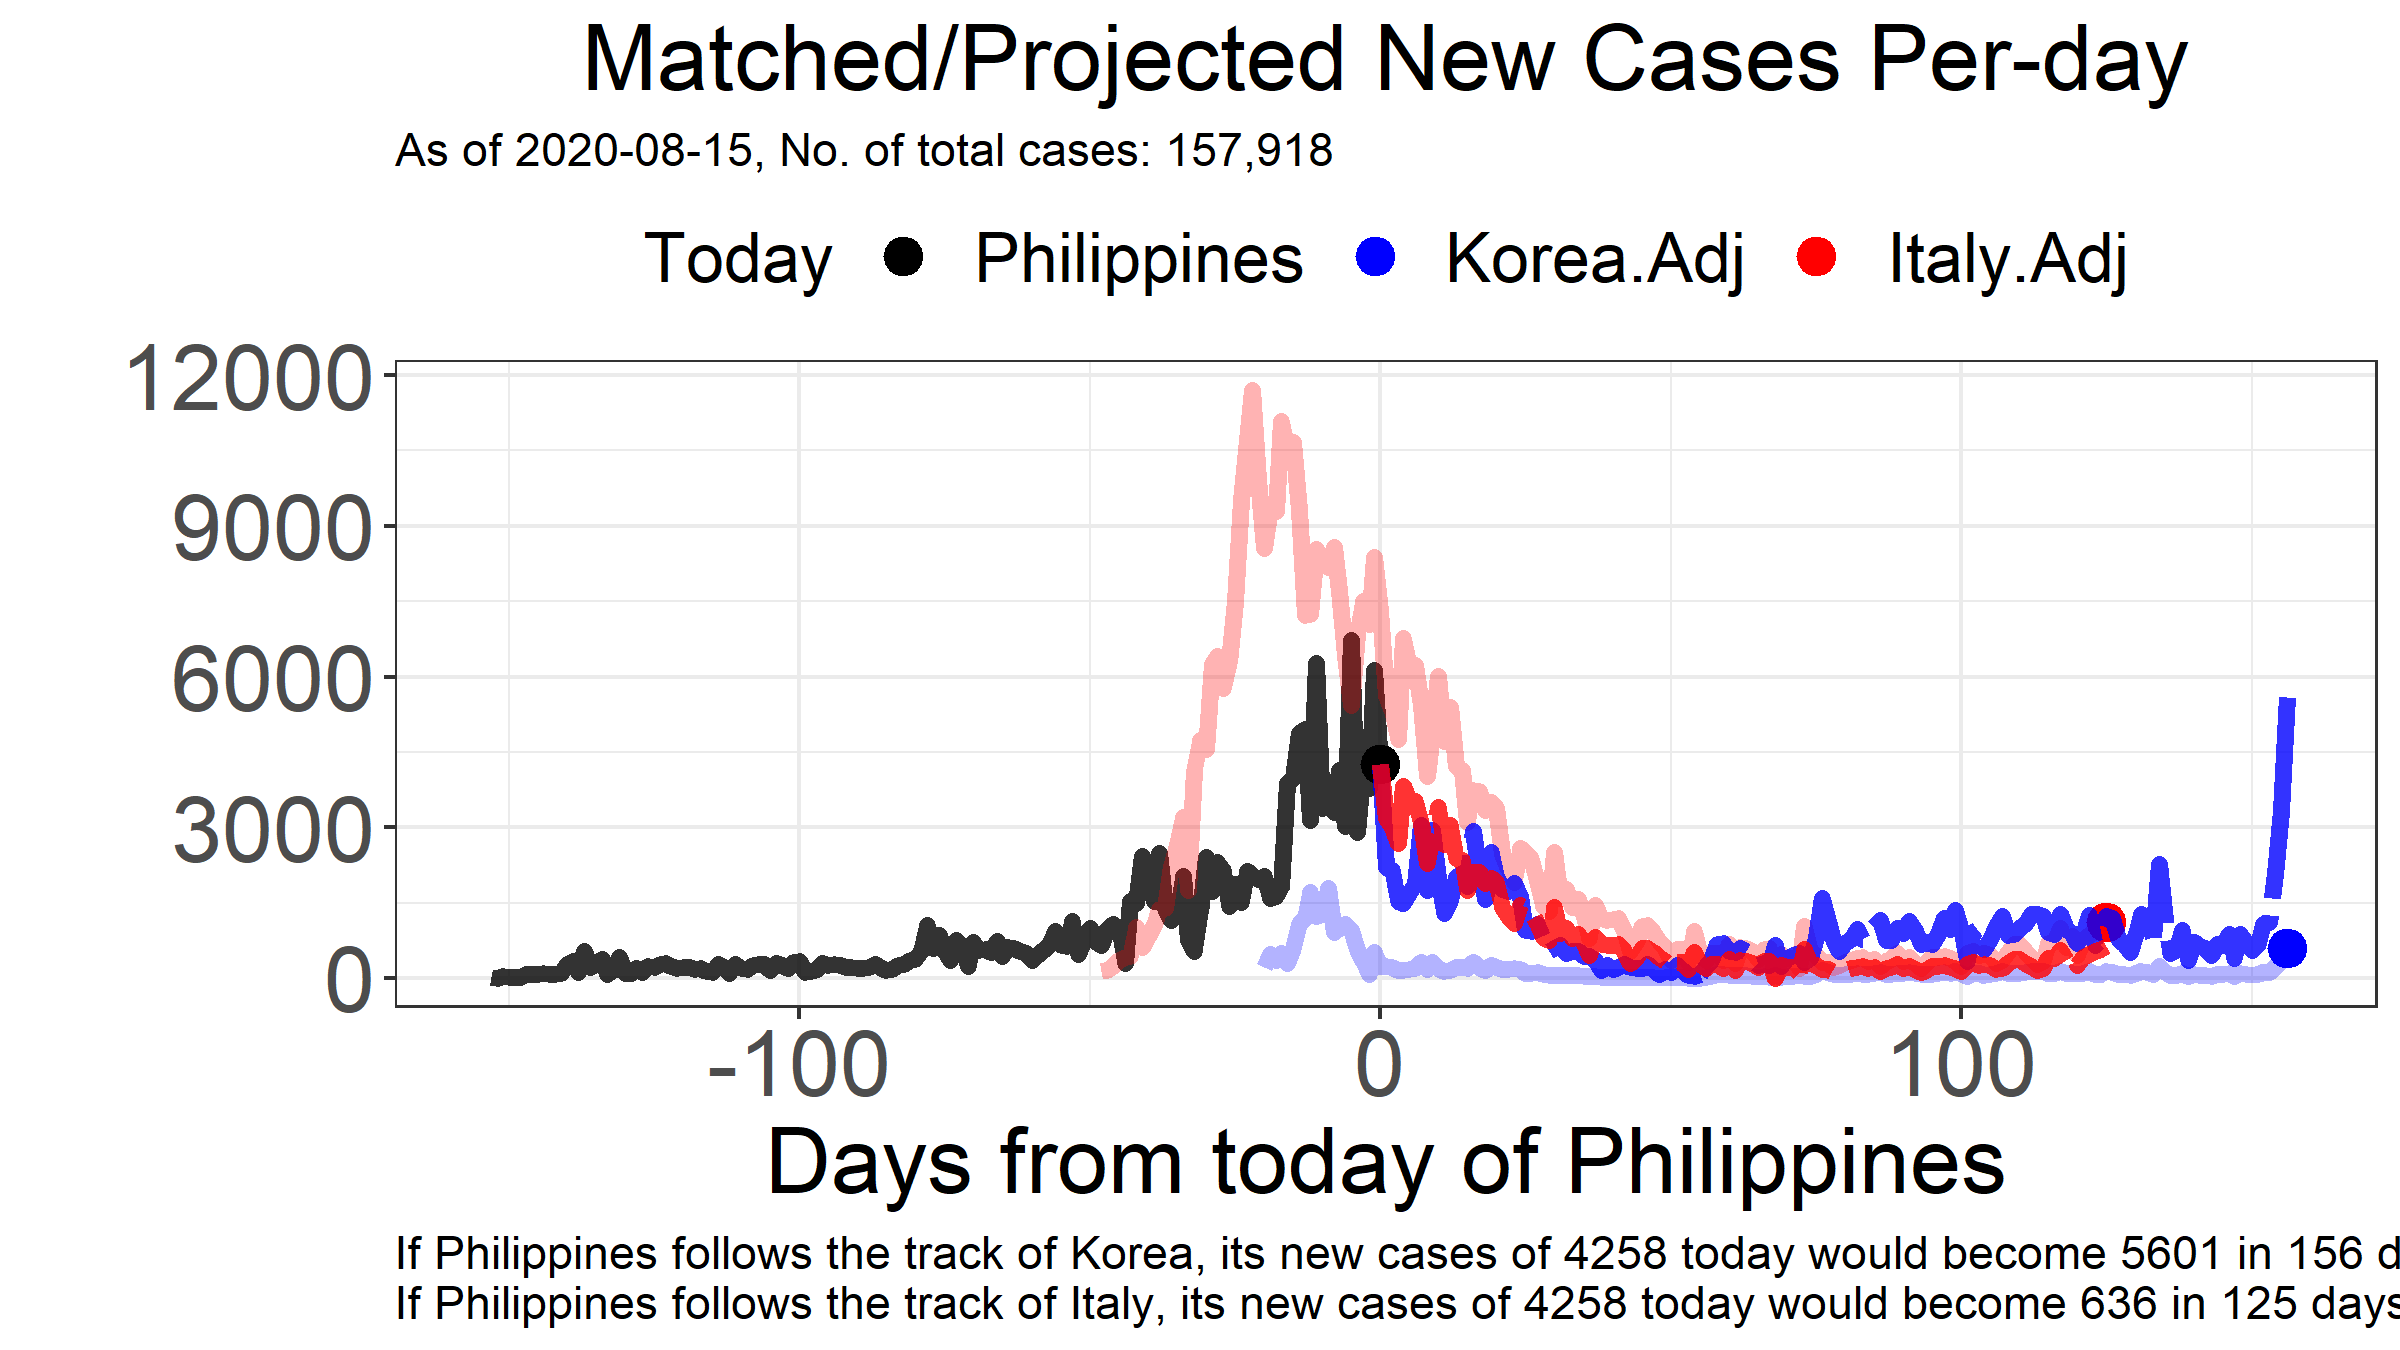 Matched/Projected New Cases Per-day
As of 2020-08-15, No. of total cases: 157,918
Today Philippines Korea.Adj Italy.Adj
12000
9000
6000
3000
0
-100 0 100
Days from today of Philippines
If Philippines follows the track of Korea, its new cases of 4258 today would become 5601 in 156 d
If Philippines follows the track of Italy, its new cases of 4258 today would become 636 in 125 days